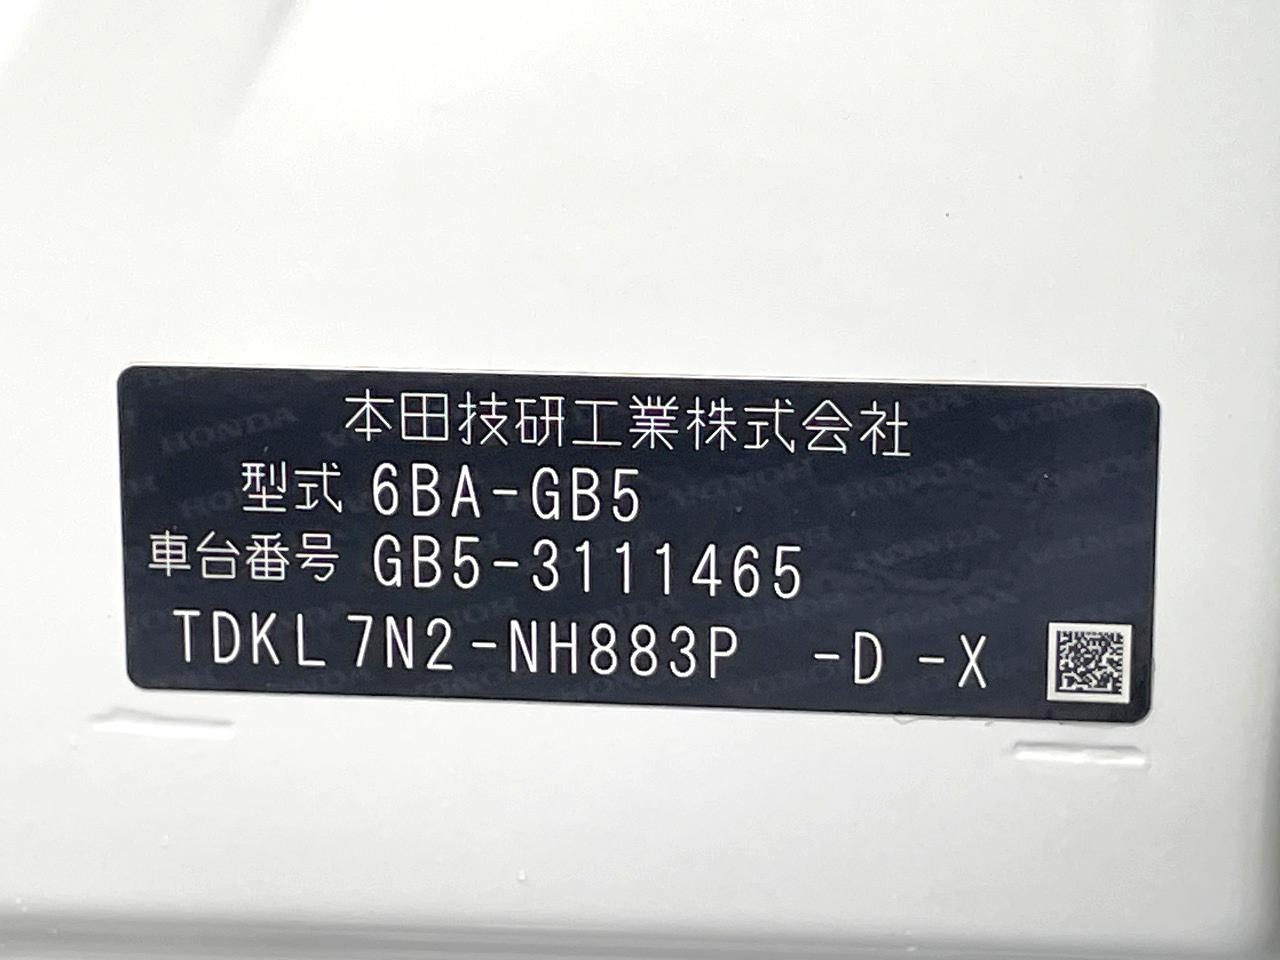 本田技研工業株式会社
型式 6BA-GB5
車台番号 GB5-3111465
TDKL7N2-NH883P -D -X